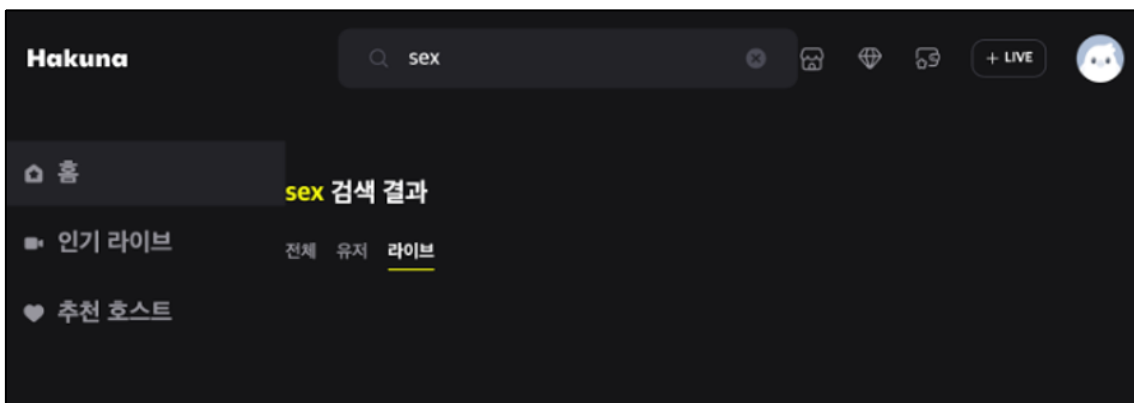 Hakuna
sex
+ LIVE
홈
인기 라이브
추천 호스트
sex 검색 결과
전체 유저 라이브